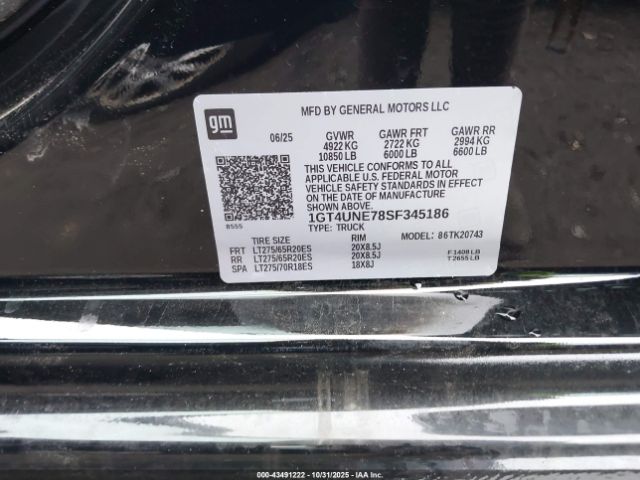 MFD BY GENERAL MOTORS LLC
gm
06/25 GVWR GAWR FRT GAWR RR
4922 KG 2722 KG 2994 KG
10850 LB 6000 LB 6600 LB
THIS VEHICLE CONFORMS TO ALL
APPLICABLE U.S. FEDERAL MOTOR
VEHICLE SAFETY STANDARDS IN EFFECT
ON THE DATE OF MANUFACTURE
SHOWN ABOVE.
1GT4UNE78SF345186
8555 TYPE: TRUCK MODEL: 86TK20743
TIRE SIZE RIM
FRT LT275/65R20ES 20X8.5J F1408 LB
RR LT275/65R20ES 20X8.5J T2655 LB
SPA LT275/70R18ES 18X8J
000-43491222 - 10/31/2025 - IAA, Inc.